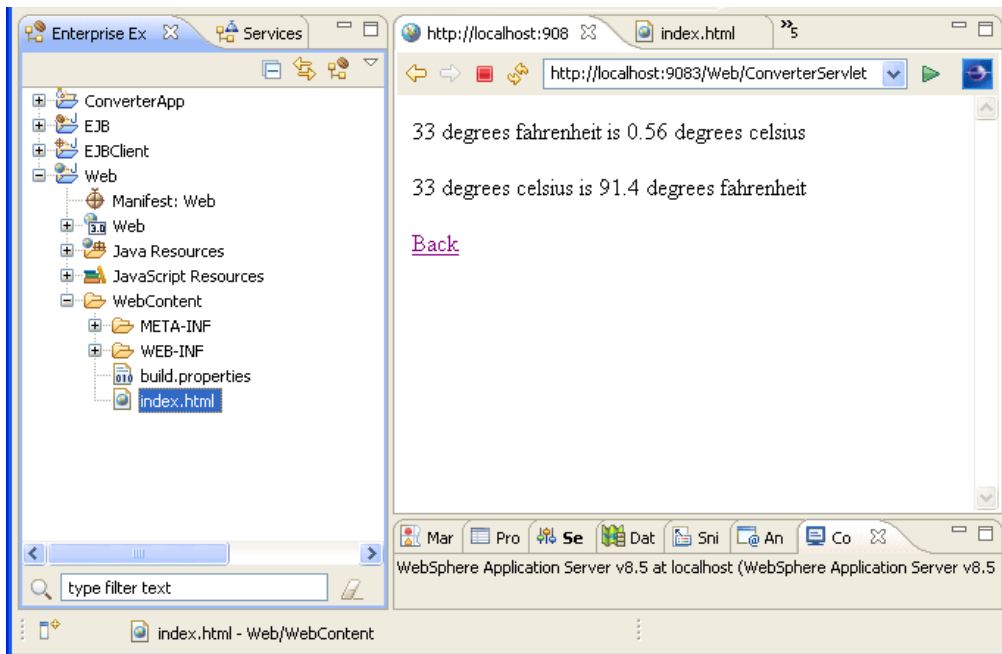 Enterprise Ex
Services
ConverterApp
EJB
EJBClient
Web
Manifest: Web
3.0 Web
Java Resources
JavaScript Resources
WebContent
META-INF
WEB-INF
010 build.properties
index.html
type filter text
http://localhost:908
index.html
»5
http://localhost:9083/Web/ConverterServlet
33 degrees fahrenheit is 0.56 degrees celsius
33 degrees celsius is 91.4 degrees fahrenheit
Back
Mar Pro Se Dat Sni An Co
WebSphere Application Server v8.5 at localhost (WebSphere Application Server v8.5
index.html - Web/WebContent